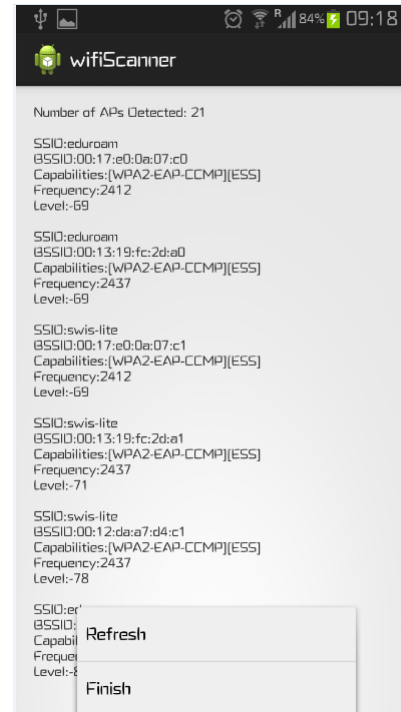 R 84% 09:18
wifiScanner
Number of APs Detected: 21
SSID:eduroam
BSSID:00:17:e0:0a:07:c0
Capabilities:[WPA2-EAP-CCMP][ESS]
Frequency:2412
Level:-69
SSID:eduroam
BSSID:00:13:19:fc:2d:a0
Capabilities:[WPA2-EAP-CCMP][ESS]
Frequency:2437
Level:-69
SSID:swis-lite
BSSID:00:17:e0:0a:07:c1
Capabilities:[WPA2-EAP-CCMP][ESS]
Frequency:2412
Level:-69
SSID:swis-lite
BSSID:00:13:19:fc:2d:a1
Capabilities:[WPA2-EAP-CCMP][ESS]
Frequency:2437
Level:-71
SSID:swis-lite
BSSID:00:12:da:a7:d4:c1
Capabilities:[WPA2-EAP-CCMP][ESS]
Frequency:2437
Level:-78
SSID:
BSSID:
Refresh
Finish